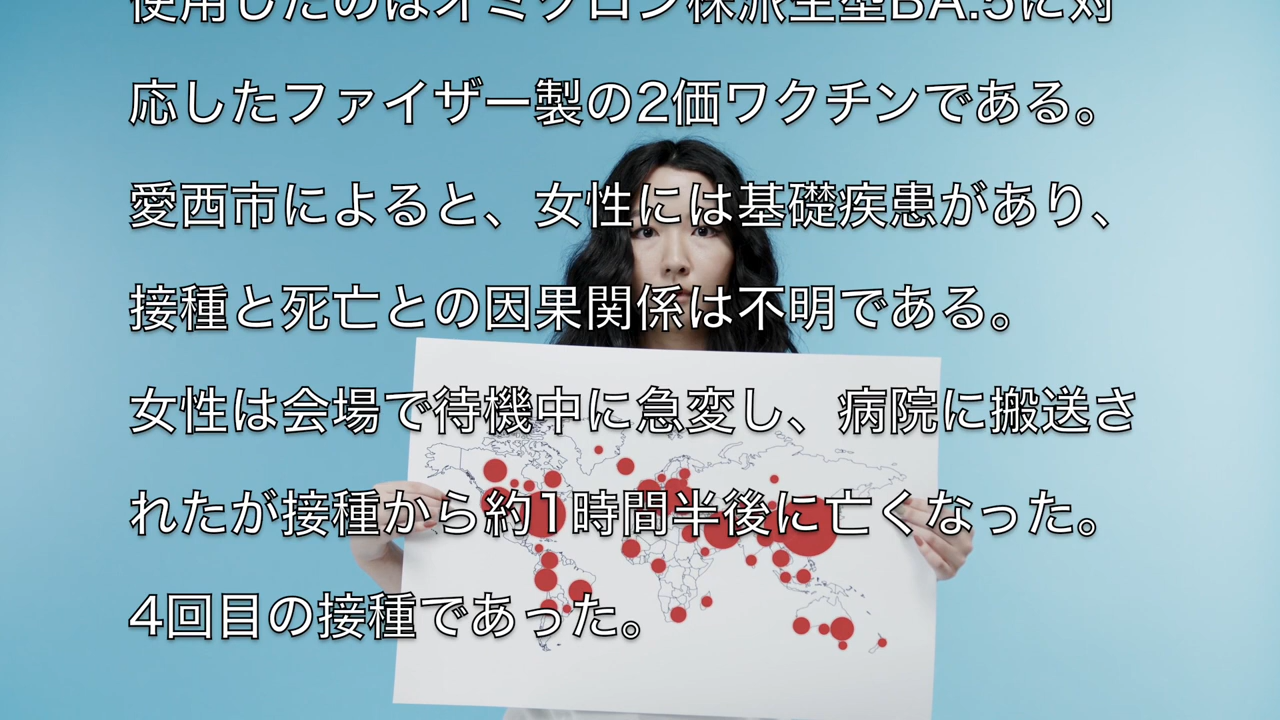 使用したのはオミクロン株派生型BA.5に対
応したファイザー製の2価ワクチンである。
愛西市によると、女性には基礎疾患があり、
接種と死亡との因果関係は不明である。
女性は会場で待機中に急変し、病院に搬送さ
れたが接種から約1時間半後に亡くなった。
4回目の接種であった。